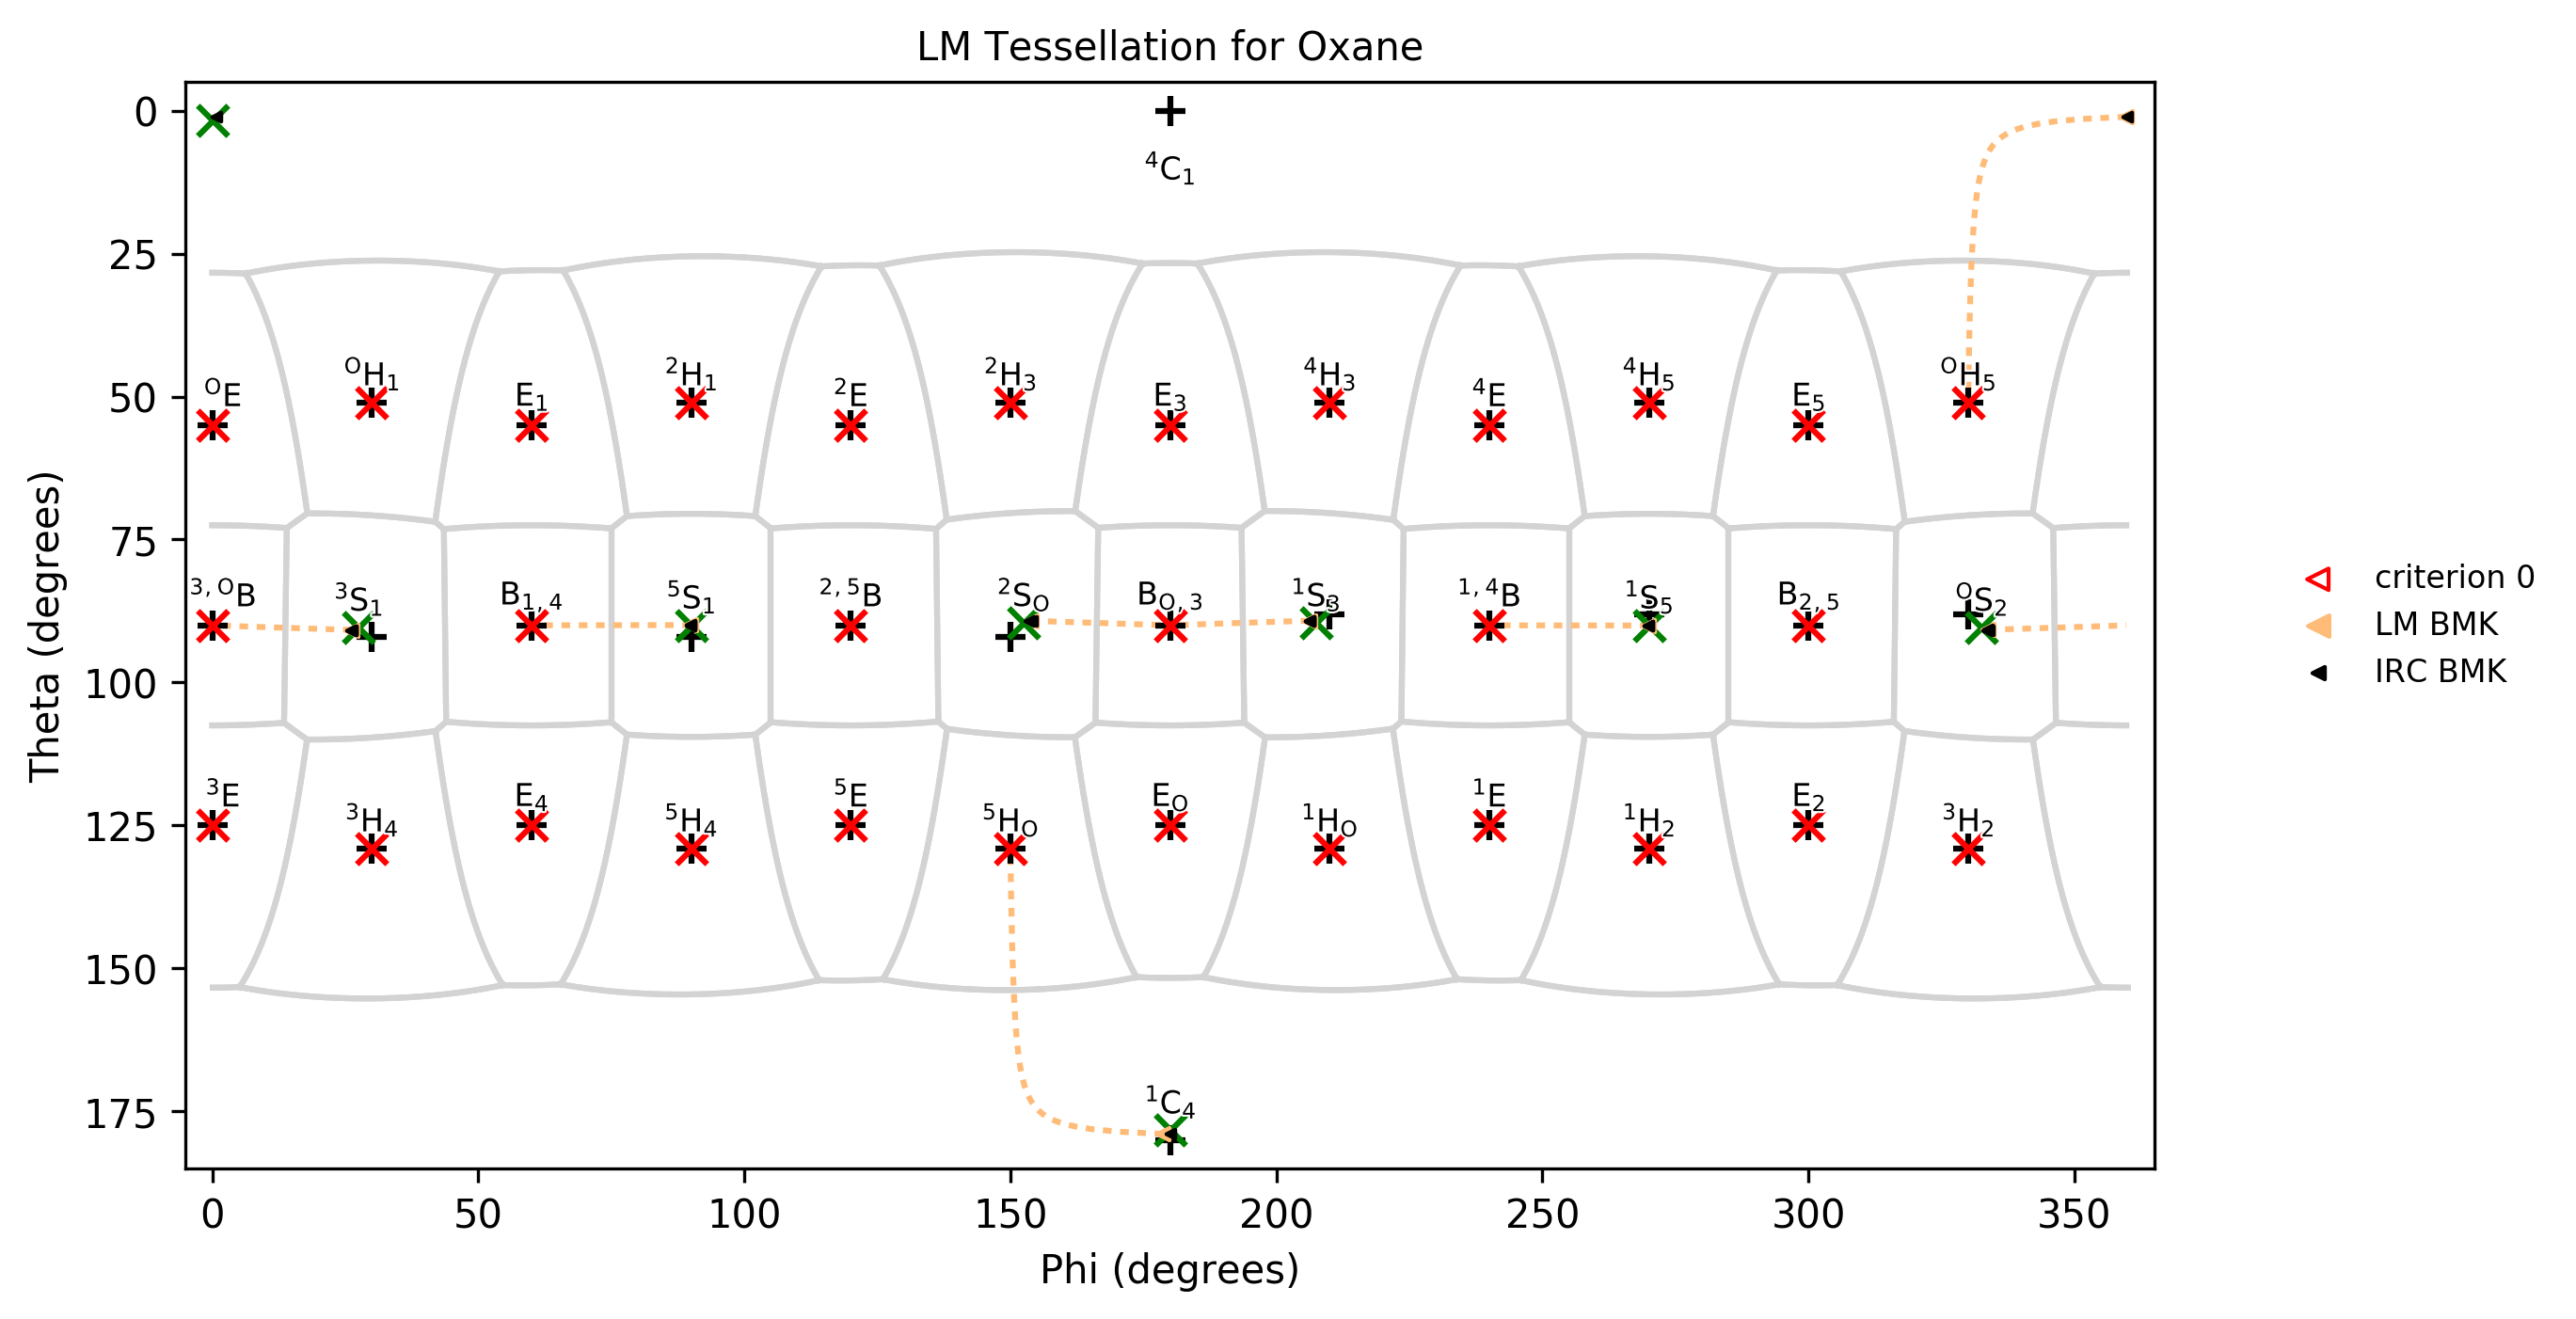 LM Tessellation for Oxane
0
⁴C₁
25
ᴼH₁ ²H₁ ²H₃ ⁴H₃ ⁴H₅ ᴼH₅
50
ᴼE E₁ ²E E₃ ⁴E E₅
75
³,ᴼB ³S₁ B₁,₄ ⁵S₁ ²,⁵B ²Sₒ Bₒ,₃ ¹S₃ ¹,⁴B ¹S₅ B₂,₅ ᴼS₂
100
³E E₄ ⁵E Eₒ ¹E E₂
125
³H₄ ⁵H₄ ⁵Hₒ ¹Hₒ ¹H₂ ³H₂
150
¹C₄
175
0 50 100 150 200 250 300 350
Phi (degrees)
Theta (degrees)
criterion 0
LM BMK
IRC BMK